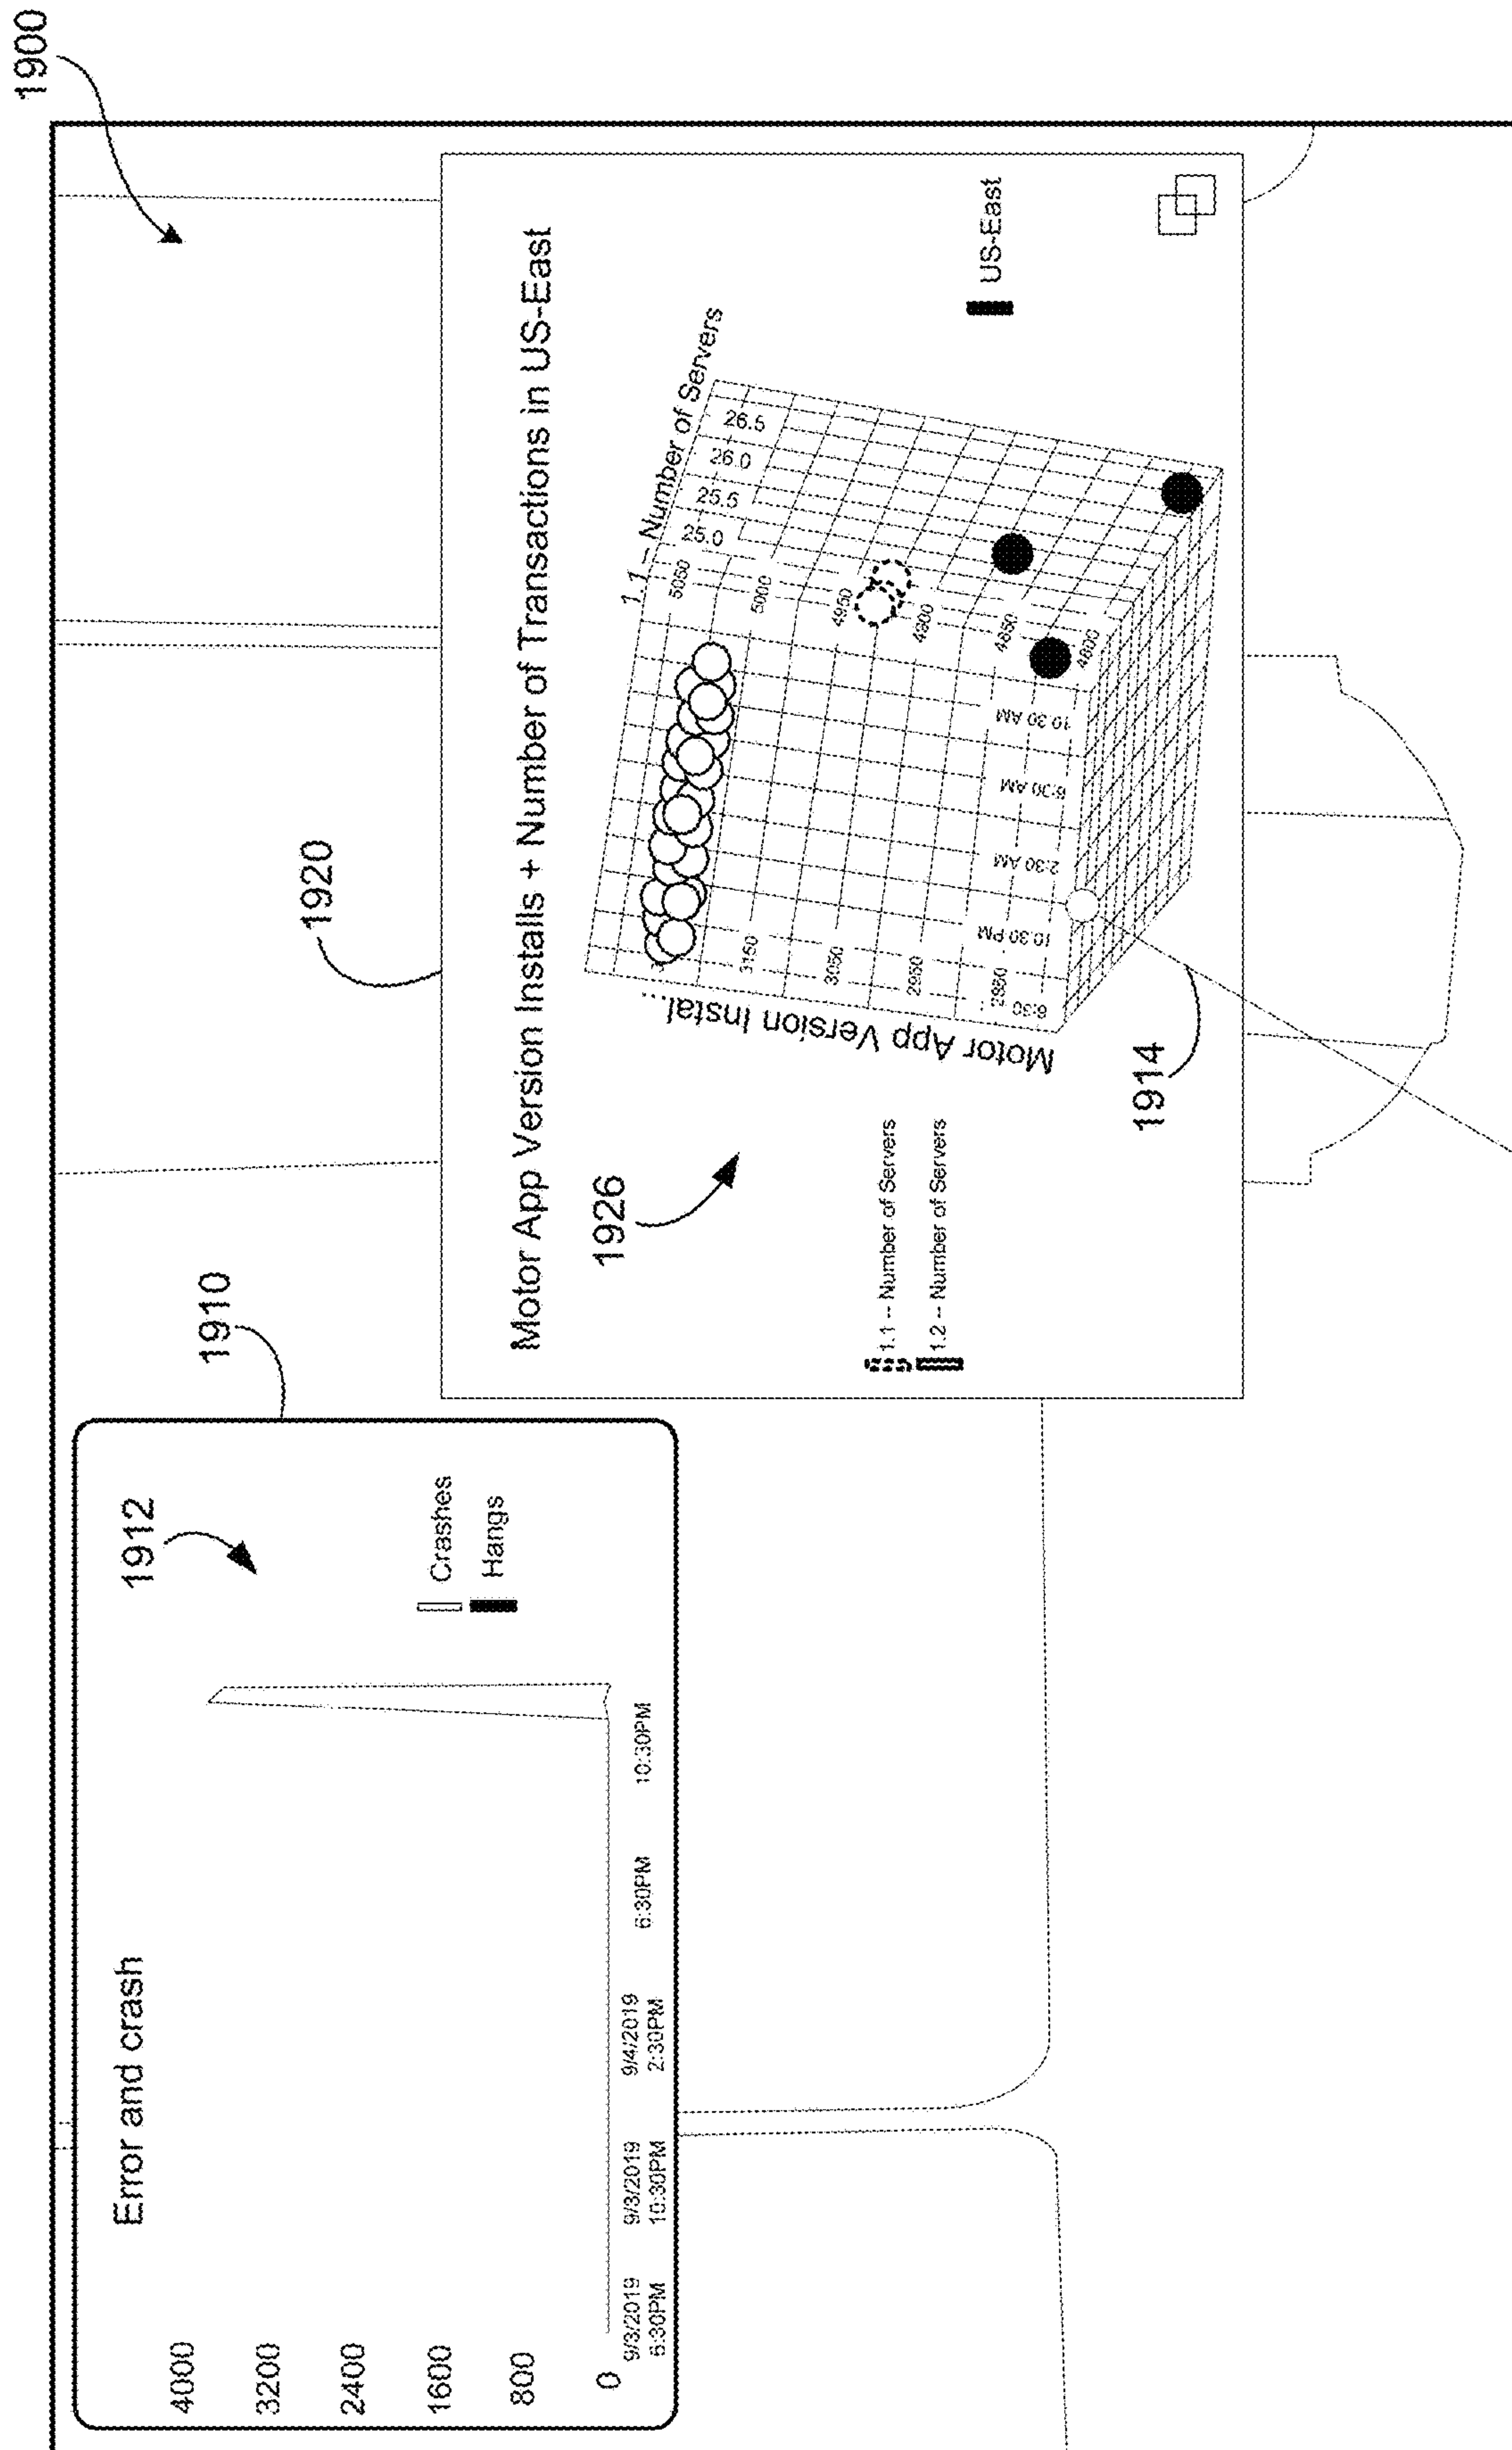 1900
1910
1912
Error and crash
4000
3200
2400
1600
800
0
9/3/2019
6:30PM
9/3/2019
10:30PM
9/4/2019
2:30PM
6:30PM
10:30PM
Crashes
Hangs
1920
Motor App Version Installs + Number of Transactions in US-East
1926
1.1 -- Number of Servers
1.2 -- Number of Servers
Motor App Version Instal...
1.1 - Number of Servers
25.0
25.5
26.0
26.5
5050
5000
4950
4900
4850
4800
3150
3050
2950
2850
6:30
10:30 PM
2:30 AM
6:30 AM
10:30 AM
US-East
1914